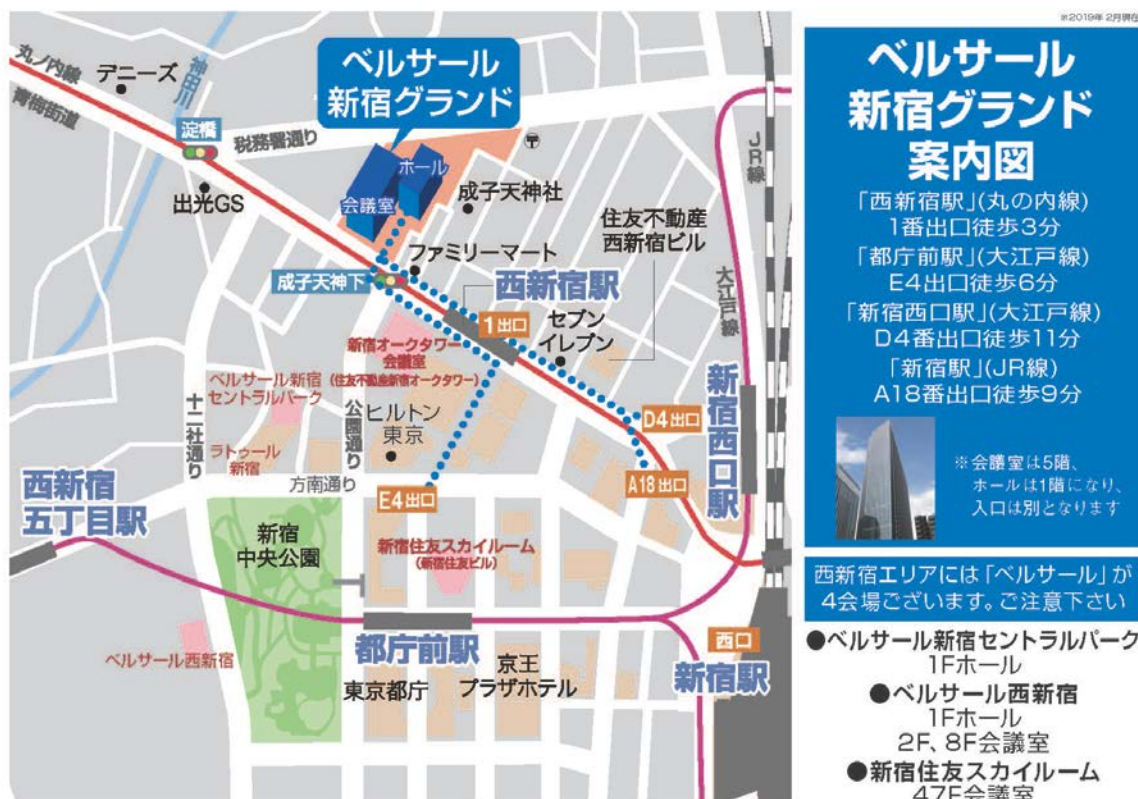 ※2019年 2月現在
ベルサール
新宿グランド
案内図
「西新宿駅」(丸の内線)
1番出口徒歩3分
「都庁前駅」(大江戸線)
E4出口徒歩6分
「新宿西口駅」(大江戸線)
D4番出口徒歩11分
「新宿駅」(JR線)
A18番出口徒歩9分
※会議室は5階、
ホールは1階になり、
入口は別となります
西新宿エリアには「ベルサール」が
4会場ございます。ご注意下さい
●ベルサール新宿セントラルパーク
1Fホール
●ベルサール西新宿
1Fホール
2F、8F会議室
●新宿住友スカイルーム
47F会議室
丸ノ内線
青梅街道
デニーズ
神田川
淀橋
税務署通り
出光GS
ベルサール
新宿グランド
ホール
会議室
〒
成子天神社
ファミリーマート
成子天神下
住友不動産
西新宿ビル
西新宿駅
1出口
セブン
イレブン
JR線
大江戸線
新宿オークタワー
会議室
(住友不動産新宿オークタワー)
ベルサール新宿
セントラルパーク
十二社通り
公園通り
ヒルトン
東京
ラトゥール
新宿
方南通り
D4出口
A18出口
E4出口
新宿西口駅
西新宿
五丁目駅
新宿
中央公園
新宿住友スカイルーム
(新宿住友ビル)
ベルサール西新宿
都庁前駅
東京都庁
京王
プラザホテル
西口
新宿駅